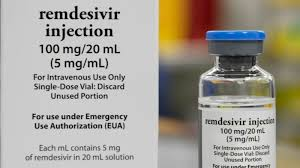 remdesivir
injection
100 mg/20 mL
(5 mg/mL)
For Intravenous Use Only
Single-Dose Vial: Discard
Unused Portion
For use under Emergency
Use Authorization (EUA)
Each mL contains 5 mg
of remdesivir in 20 mL solution
remdesivir injection
100 mg/20 mL
(5 mg/mL)
For Intravenous Use Only
Single-Dose Vial: Discard
Unused Portion
For use under Emergency